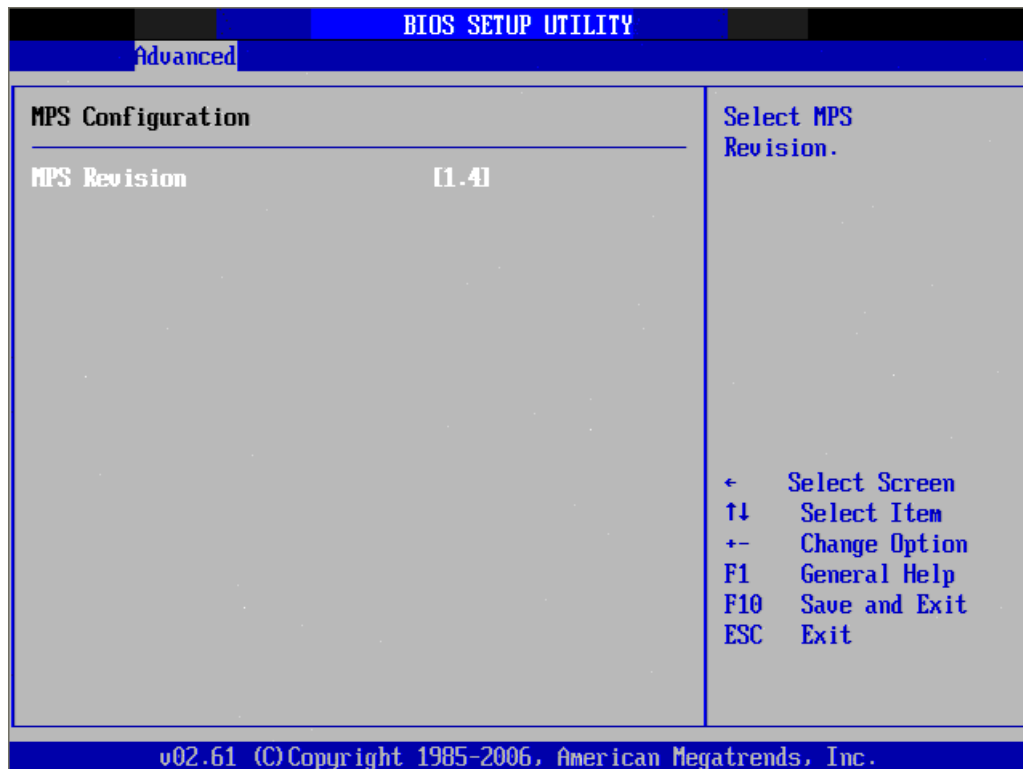 BIOS SETUP UTILITY
Advanced
MPS Configuration
MPS Revision [1.4]
Select MPS
Revision.
← Select Screen
↑↓ Select Item
+- Change Option
F1 General Help
F10 Save and Exit
ESC Exit
v02.61 (C)Copyright 1985-2006, American Megatrends, Inc.